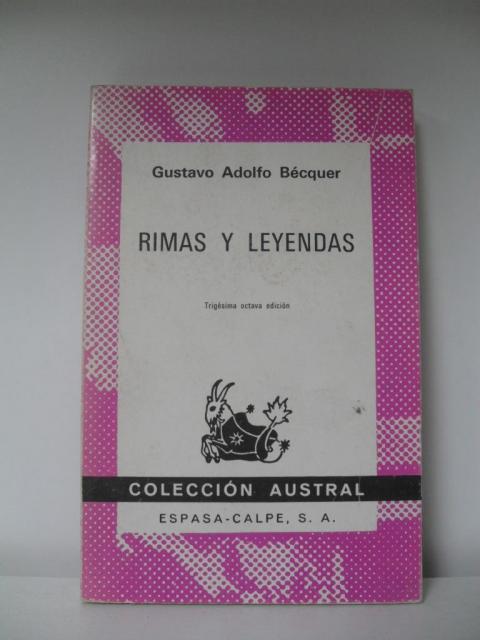 Gustavo Adolfo Bécquer
RIMAS Y LEYENDAS
Trigésima octava edición
COLECCIÓN AUSTRAL
ESPASA-CALPE, S. A.